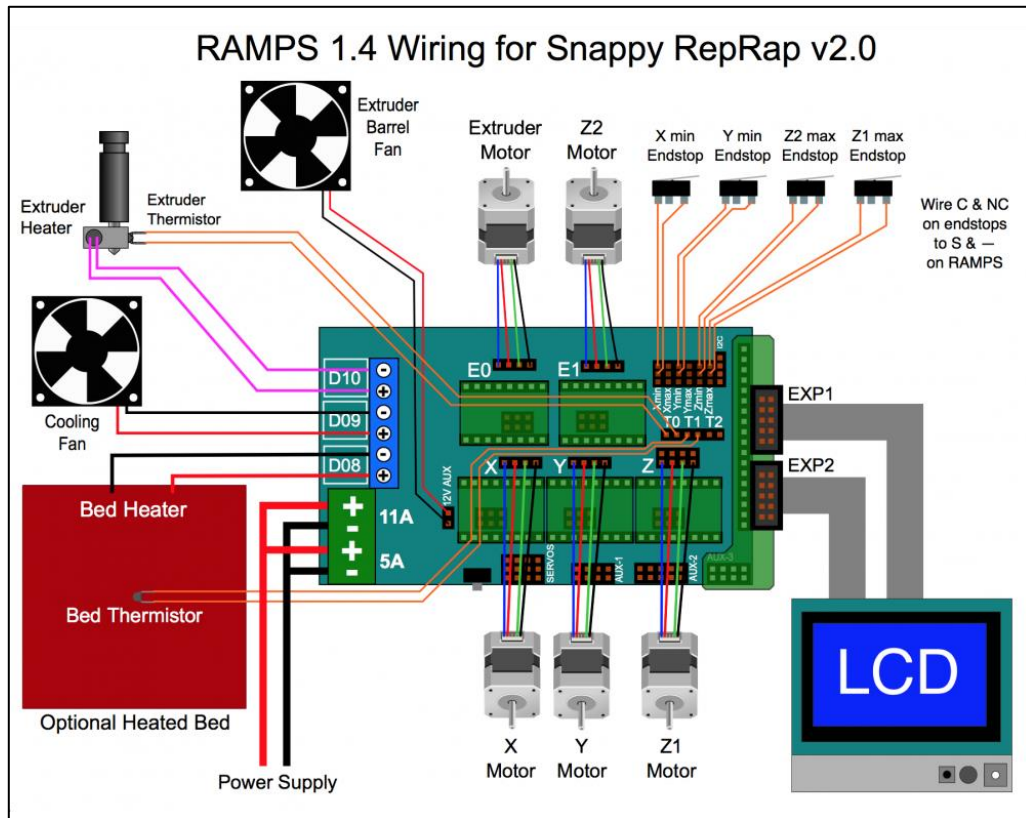 RAMPS 1.4 Wiring for Snappy RepRap v2.0
Extruder
Barrel
Fan
Extruder
Motor
Z2
Motor
X min
Endstop
Y min
Endstop
Z2 max
Endstop
Z1 max
Endstop
Wire C & NC
on endstops
to S & —
on RAMPS
Extruder
Heater
Extruder
Thermistor
Cooling
Fan
D10
D09
D08
-
+
-
+
-
+
+
-
+
-
11A
5A
12V AUX
E0
E1
I2C
Xmin
Xmax
Ymin
Ymax
Zmin
Zmax
T0
T1
T2
X
Y
Z
SERVOS
AUX-1
AUX-2
AUX-3
EXP1
EXP2
Bed Heater
Bed Thermistor
Optional Heated Bed
Power Supply
X
Motor
Y
Motor
Z1
Motor
LCD